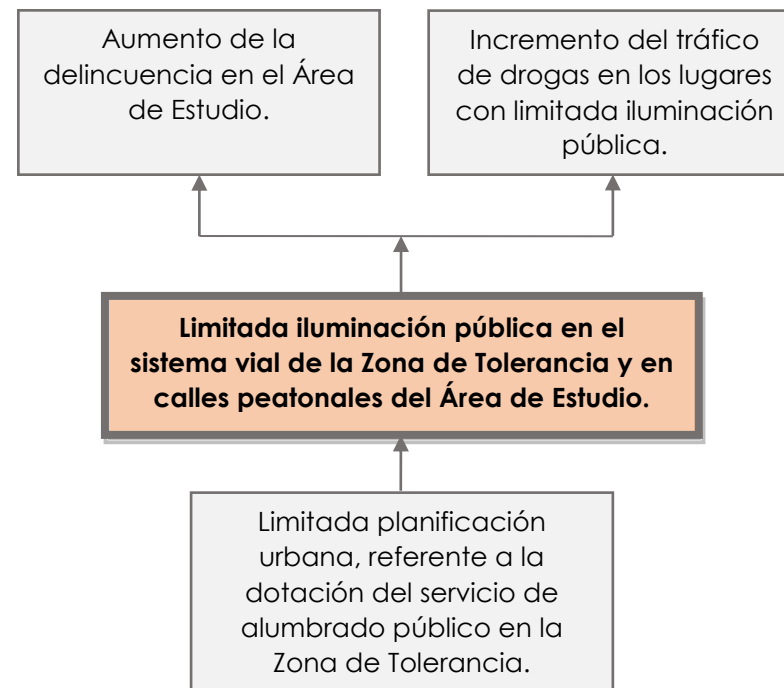 Aumento de la
delincuencia en el Área
de Estudio.
Incremento del tráfico
de drogas en los lugares
con limitada iluminación
pública.
Limitada iluminación pública en el
sistema vial de la Zona de Tolerancia y en
calles peatonales del Área de Estudio.
Limitada planificación
urbana, referente a la
dotación del servicio de
alumbrado público en la
Zona de Tolerancia.